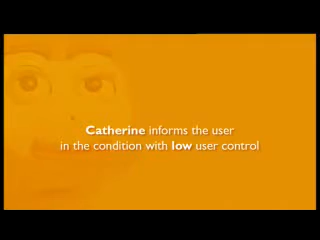 Catherine informs the user
in the condition with low user control